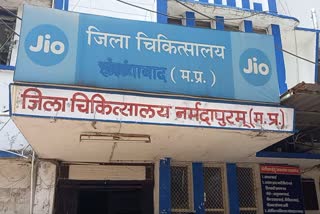 Jio जिला चिकित्सालय Jio
होशंगाबाद (म.प्र.)
जिला चिकित्सालय नर्मदापुरम् (म.प्र.)